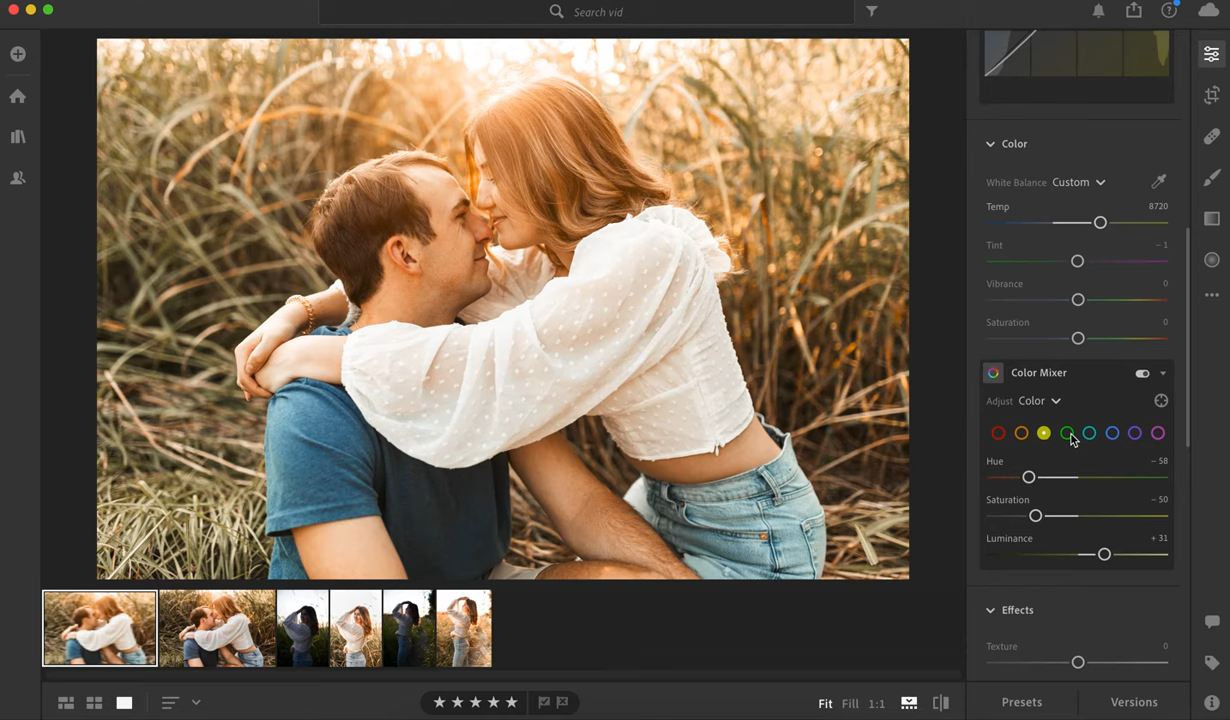 Search vid
Color
White Balance Custom
Temp 8720
Tint – 1
Vibrance 0
Saturation 0
Color Mixer
Adjust Color
Hue – 58
Saturation – 50
Luminance + 31
Effects
Texture 0
Fit Fill 1:1
Presets Versions